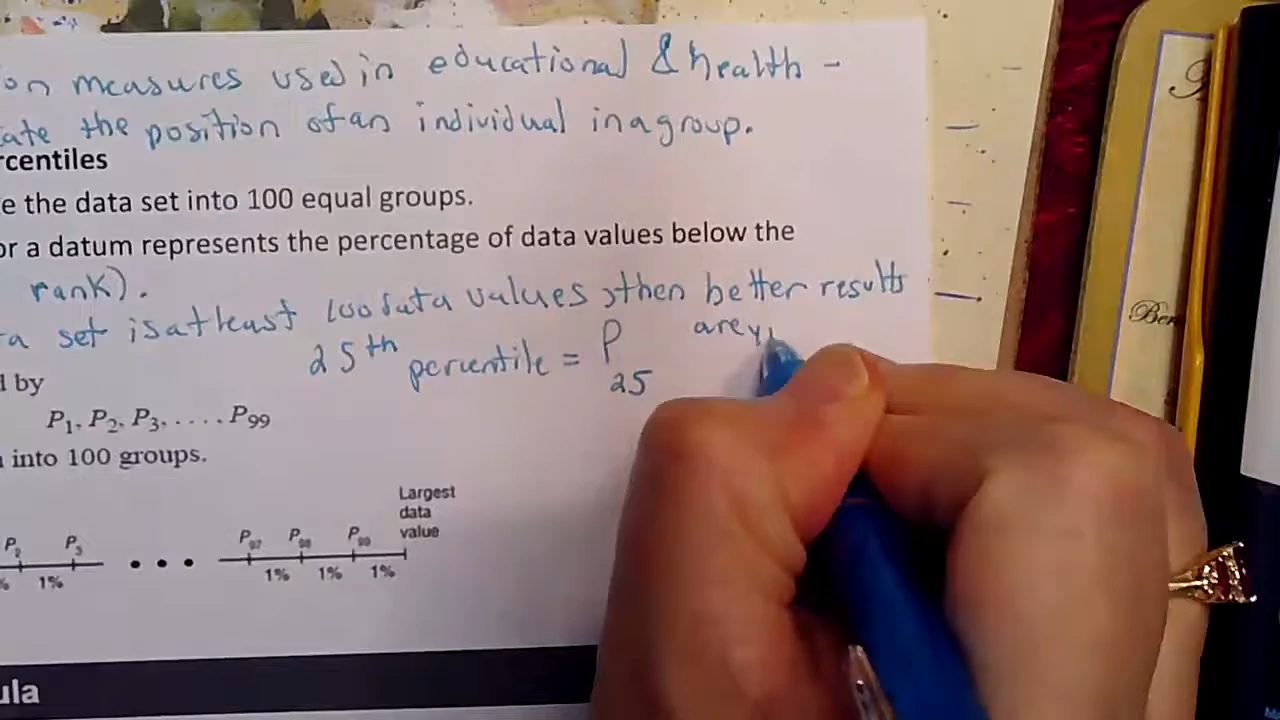 on measures used in educational & health -
ate the position of an individual in a group.
rcentiles
e the data set into 100 equal groups.
or a datum represents the percentage of data values below the
rank).
a set is at least 100 data values, then better results
are y
25th percentile = P25
d by
P1, P2, P3, ..... P99
into 100 groups.
Largest
data
value
P2 P3 P97 P98 P99
% 1% 1% 1% 1%
ula
Ber